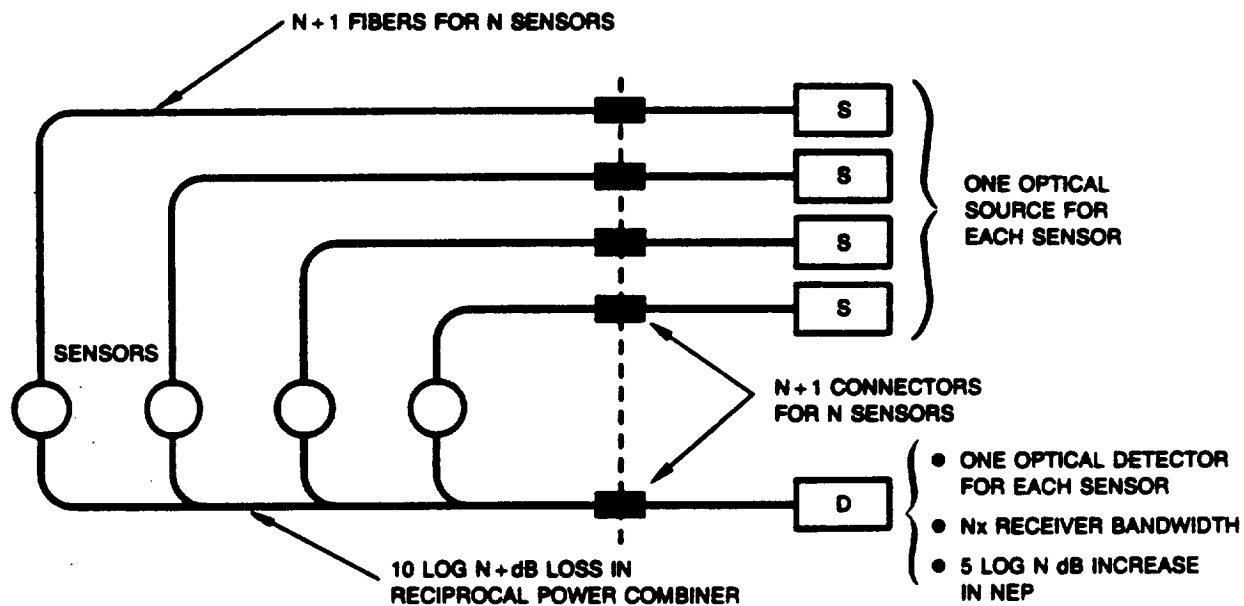 N + 1 FIBERS FOR N SENSORS
S
S
S
S
ONE OPTICAL
SOURCE FOR
EACH SENSOR
SENSORS
N + 1 CONNECTORS
FOR N SENSORS
D
● ONE OPTICAL DETECTOR
FOR EACH SENSOR
● Nx RECEIVER BANDWIDTH
● 5 LOG N dB INCREASE
IN NEP
10 LOG N + dB LOSS IN
RECIPROCAL POWER COMBINER